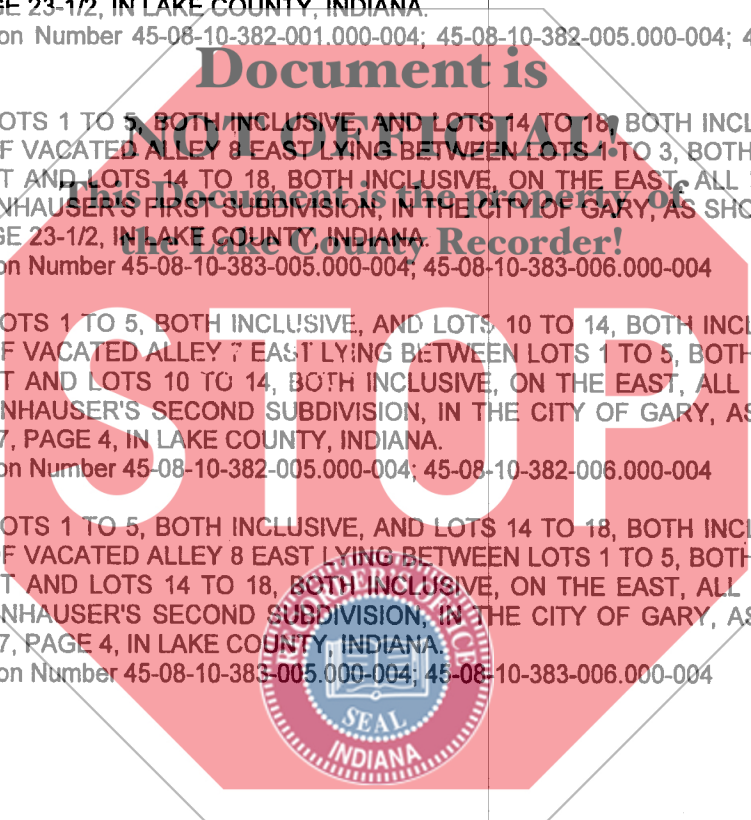 GE 23-1/2, IN LAKE COUNTY, INDIANA.
on Number 45-08-10-382-001.000-004; 45-08-10-382-005.000-004; 4
Document is
OTS 1 TO 5, BOTH INCLUSIVE, AND LOTS 14 TO 18, BOTH INCL
NOT OFFICIAL!
F VACATED ALLEY 8 EAST LYING BETWEEN LOTS 1 TO 3, BOTH
T AND LOTS 14 TO 18, BOTH INCLUSIVE, ON THE EAST, ALL
This Document is the property of
NHAUSER'S FIRST SUBDIVISION, IN THE CITY OF GARY, AS SHO
GE 23-1/2, IN LAKE COUNTY, INDIANA.
the Lake County Recorder!
on Number 45-08-10-383-005.000-004; 45-08-10-383-006.000-004
OTS 1 TO 5, BOTH INCLUSIVE, AND LOTS 10 TO 14, BOTH INCL
F VACATED ALLEY 7 EAST LYING BETWEEN LOTS 1 TO 5, BOTH
T AND LOTS 10 TO 14, BOTH INCLUSIVE, ON THE EAST, ALL
NHAUSER'S SECOND SUBDIVISION, IN THE CITY OF GARY, AS
7, PAGE 4, IN LAKE COUNTY, INDIANA.
on Number 45-08-10-382-005.000-004; 45-08-10-382-006.000-004
STOP
OTS 1 TO 5, BOTH INCLUSIVE, AND LOTS 14 TO 18, BOTH INCL
F VACATED ALLEY 8 EAST LYING BETWEEN LOTS 1 TO 5, BOTH
T AND LOTS 14 TO 18, BOTH INCLUSIVE, ON THE EAST, ALL
NHAUSER'S SECOND SUBDIVISION, IN THE CITY OF GARY, AS
7, PAGE 4, IN LAKE COUNTY, INDIANA.
on Number 45-08-10-383-005.000-004; 45-08-10-383-006.000-004
RECORDER'S OFFICE
SEAL
INDIANA